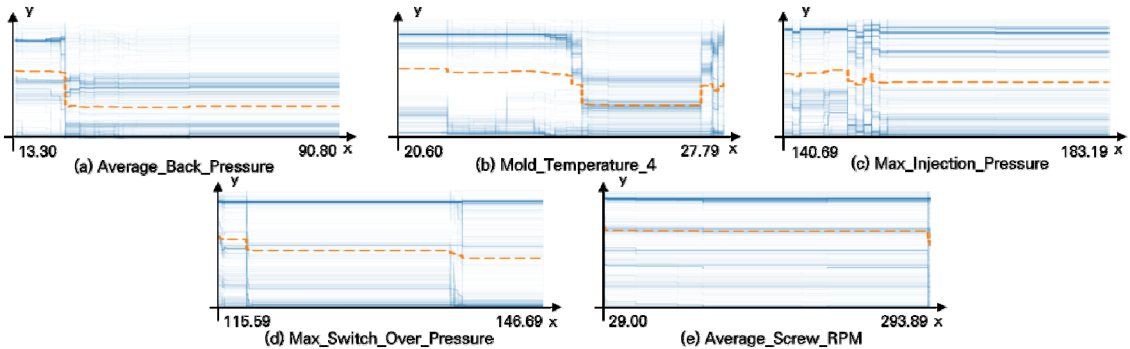 y
y
y
13.30 90.80 x
20.60 27.79 x
140.69 183.19 x
(a) Average_Back_Pressure
(b) Mold_Temperature_4
(c) Max_Injection_Pressure
y
y
115.59 146.69 x
29.00 293.89 x
(d) Max_Switch_Over_Pressure
(e) Average_Screw_RPM